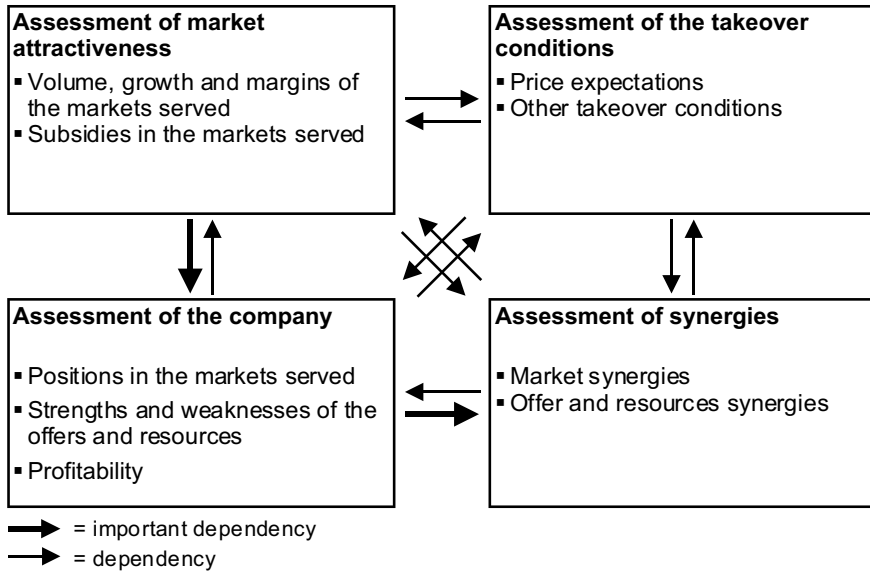 Assessment of market
attractiveness
▪ Volume, growth and margins of
the markets served
▪ Subsidies in the markets served
Assessment of the takeover
conditions
▪ Price expectations
▪ Other takeover conditions
Assessment of the company
▪ Positions in the markets served
▪ Strengths and weaknesses of the
offers and resources
▪ Profitability
Assessment of synergies
▪ Market synergies
▪ Offer and resources synergies
= important dependency
= dependency